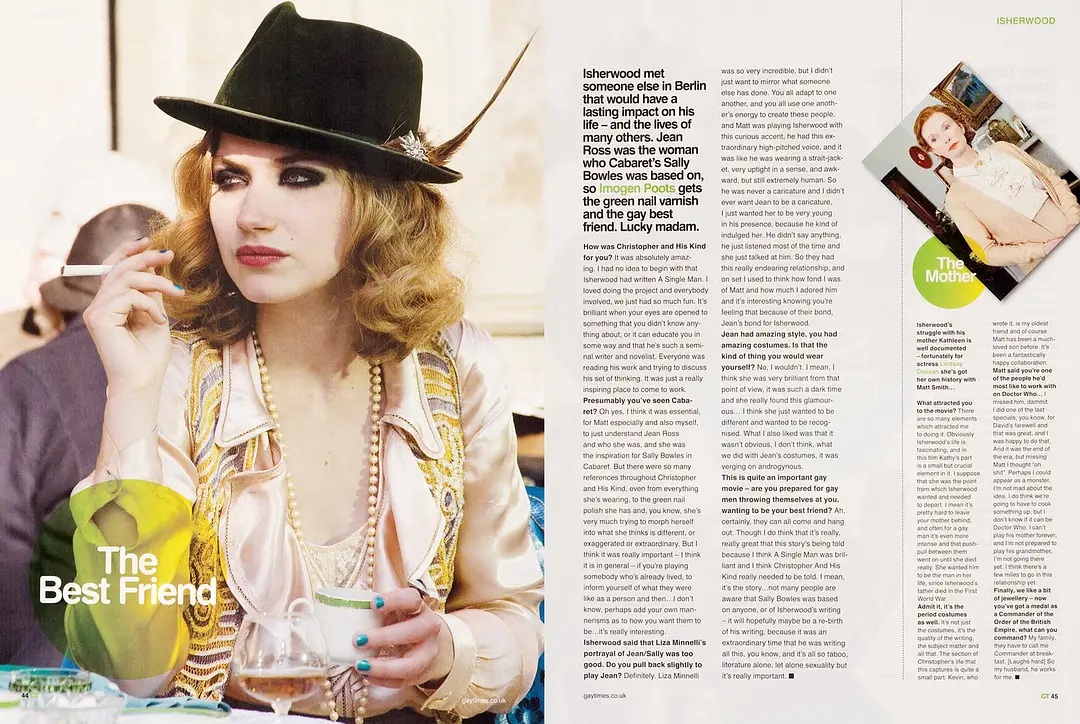 The
Best Friend
44
gaytimes.co.uk
ISHERWOOD
Isherwood met
someone else in Berlin
that would have a
lasting impact on his
life – and the lives of
many others. Jean
Ross was the woman
who Cabaret's Sally
Bowles was based on,
so Imogen Poots gets
the green nail varnish
and the gay best
friend. Lucky madam.
How was Christopher and His Kind
for you? It was absolutely amaz-
ing. I had no idea to begin with that
Isherwood had written A Single Man. I
loved doing the project and everybody
involved, we just had so much fun. It's
brilliant when your eyes are opened to
something that you didn't know any-
thing about, or it can educate you in
some way and that he's such a semi-
nal writer and novelist. Everyone was
reading his work and trying to discuss
his set of thinking. It was just a really
inspiring place to come to work.
Presumably you've seen Caba-
ret? Oh yes, I think it was essential,
for Matt especially and also myself,
to just understand Jean Ross
and who she was, and she was
the inspiration for Sally Bowles in
Cabaret. But there were so many
references throughout Christopher
and His Kind, even from everything
she's wearing, to the green nail
polish she has and, you know, she's
very much trying to morph herself
into what she thinks is different, or
exaggerated or extraordinary. But I
think it was really important – I think
it is in general – if you're playing
somebody who's already lived, to
inform yourself of what they were
like as a person and then…I don't
know, perhaps add your own man-
nerisms as to how you want them to
be…it's really interesting.
Isherwood said that Liza Minnelli's
portrayal of Jean/Sally was too
good. Do you pull back slightly to
play Jean? Definitely. Liza Minnelli
was so very incredible, but I didn't
just want to mirror what someone
else has done. You all adapt to one
another, and you all use one anoth-
er's energy to create these people,
and Matt was playing Isherwood with
this curious accent, he had this ex-
traordinary high-pitched voice, and it
was like he was wearing a strait-jack-
et, very uptight in a sense, and awk-
ward, but still extremely human. So
he was never a caricature and I didn't
ever want Jean to be a caricature,
I just wanted her to be very young
in his presence, because he kind of
indulged her. He didn't say anything,
he just listened most of the time and
she just talked at him. So they had
this really endearing relationship, and
on set I used to think how fond I was
of Matt and how much I adored him
and it's interesting knowing you're
feeling that because of their bond,
Jean's bond for Isherwood.
Jean had amazing style, you had
amazing costumes. Is that the
kind of thing you would wear
yourself? No, I wouldn't. I mean, I
think she was very brilliant from that
point of view, it was such a dark time
and she really found this glamour-
ous… I think she just wanted to be
different and wanted to be recog-
nised. What I also liked was that it
wasn't obvious, I don't think, what
we did with Jean's costumes, it was
verging on androgynous.
This is quite an important gay
movie – are you prepared for gay
men throwing themselves at you,
wanting to be your best friend? Ah,
certainly, they can all come and hang
out. Though I do think that it's really,
really great that this story's being told
because I think A Single Man was bril-
liant and I think Christopher And His
Kind really needed to be told. I mean,
it's the story…not many people are
aware that Sally Bowles was based
on anyone, or of Isherwood's writing
– it will hopefully maybe be a re-birth
of his writing, because it was an
extraordinary time that he was writing
all this, you know, and it's all so taboo,
literature alone, let alone sexuality but
it's really important. ■
The
Mother
Isherwood's
struggle with his
mother Kathleen is
well documented
– fortunately for
actress Lindsay
Duncan she's got
her own history with
Matt Smith…
What attracted you
to the movie? There
are so many elements
which attracted me
to doing it. Obviously
Isherwood's life is
fascinating, and in
this film Kathy's part
is a small but crucial
element in it. I suppose
that she was the point
from which Isherwood
wanted and needed
to depart. I mean it's
pretty hard to leave
your mother behind,
and often for a gay
man it's even more
intense and that push-
pull between them
went on until she died
really. She wanted him
to be the man in her
life, since Isherwood's
father died in the First
World War.
Admit it, it's the
period costumes
as well. It's not just
the costumes, it's the
quality of the writing,
the subject matter and
all that. The section of
Christopher's life that
this captures is quite a
small part. Kevin, who
wrote it, is my oldest
friend and of course
Matt has been a much-
loved son before. It's
been a fantastically
happy collaboration.
Matt said you're one
of the people he'd
most like to work with
on Doctor Who… I
missed him, dammit.
I did one of the last
specials, you know, for
David's farewell and
that was great, and I
was happy to do that.
And it was the end of
the era, but missing
Matt I thought "oh
shit". Perhaps I could
appear as a monster,
I'm not mad about the
idea. I do think we're
going to have to cook
something up, but I
don't know if it can be
Doctor Who. I can't
play his mother forever,
and I'm not prepared to
play his grandmother,
I'm not going there
yet. I think there's a
few miles to go in this
relationship yet.
Finally, we like a bit
of jewellery – now
you've got a medal as
a Commander of the
Order of the British
Empire, what can you
command? My family,
they have to call me
Commander at break-
fast. [Laughs hard] So
my husband, he works
for me. ■
gaytimes.co.uk
GT 45